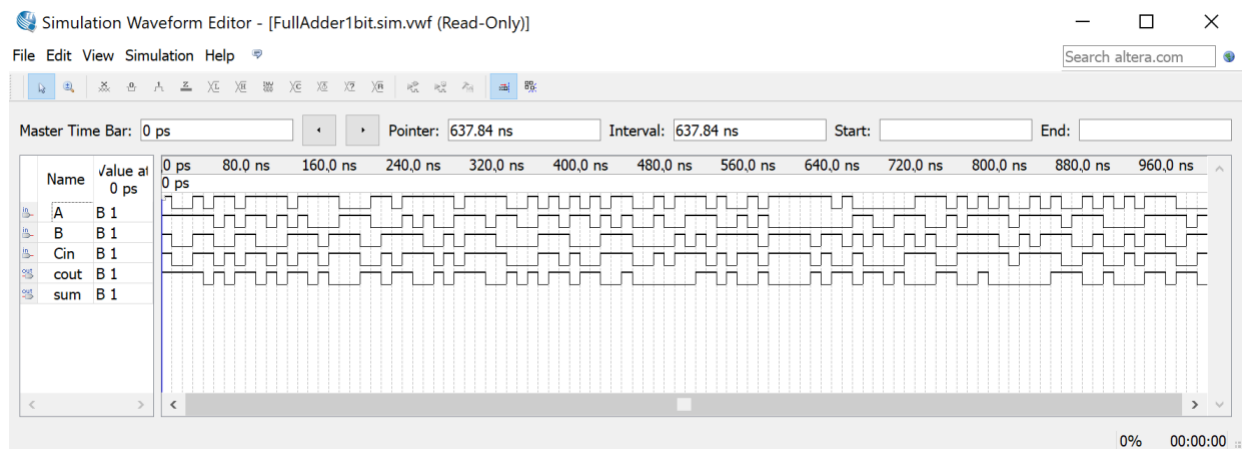 Simulation Waveform Editor - [FullAdder1bit.sim.vwf (Read-Only)]
File Edit View Simulation Help
Search altera.com
Master Time Bar: 0 ps
Pointer: 637.84 ns
Interval: 637.84 ns
Start:
End:
Name
Value at
0 ps
0 ps 80.0 ns 160.0 ns 240.0 ns 320.0 ns 400.0 ns 480.0 ns 560.0 ns 640.0 ns 720.0 ns 800.0 ns 880.0 ns 960.0 ns
0 ps
A B 1
B B 1
Cin B 1
cout B 1
sum B 1
0% 00:00:00